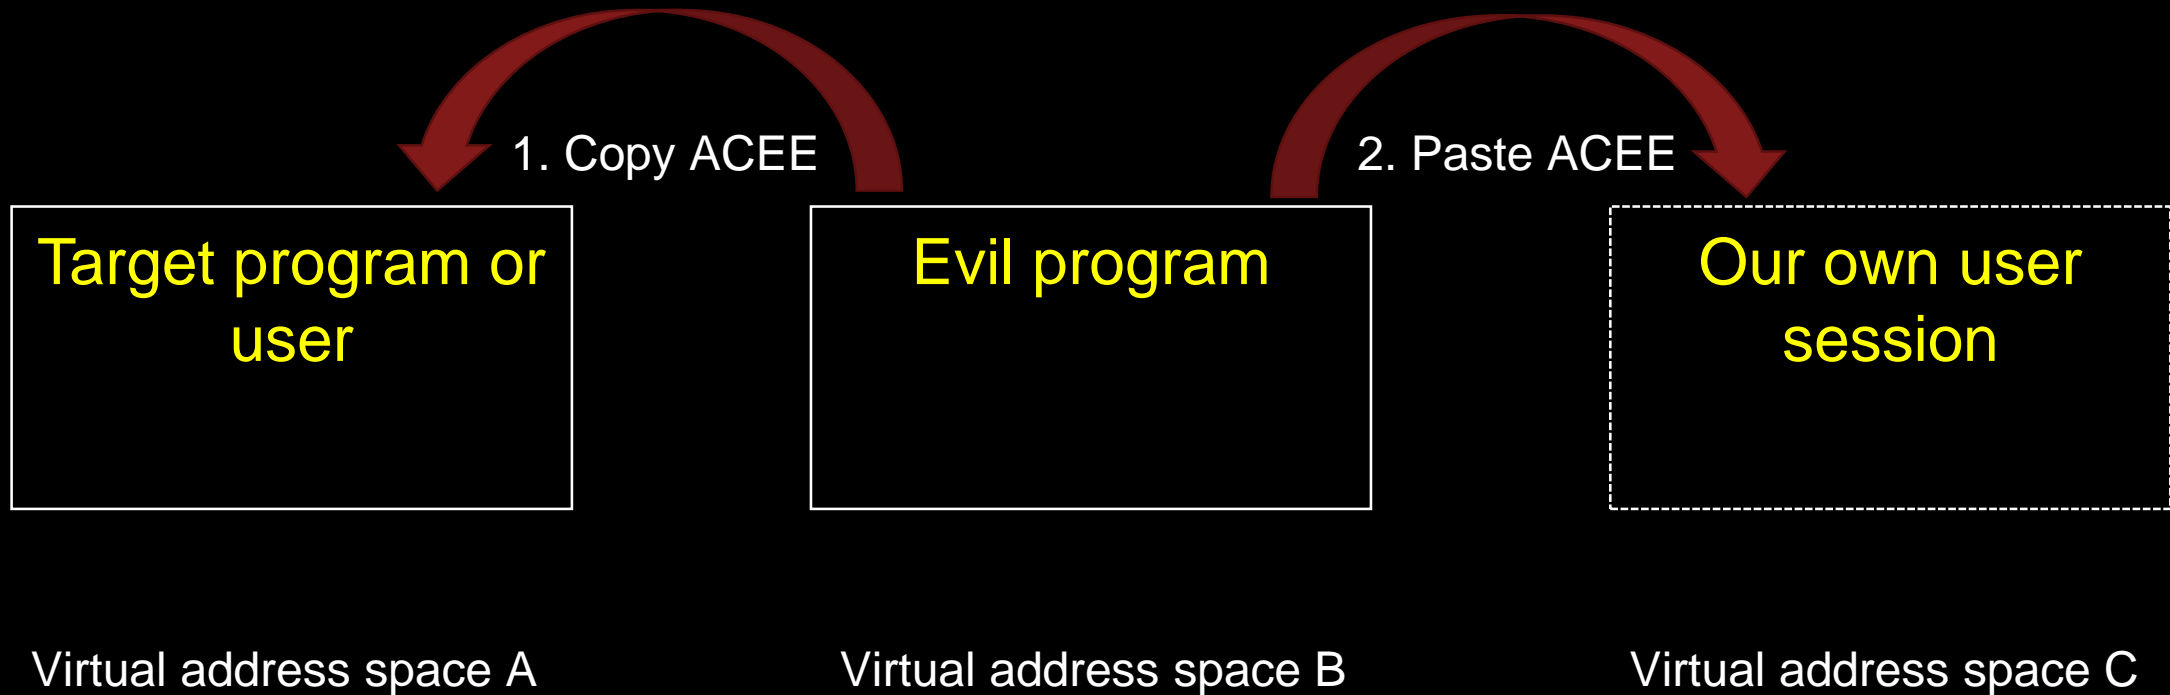 1. Copy ACEE
2. Paste ACEE
Target program or
user
Evil program
Our own user
session
Virtual address space A
Virtual address space B
Virtual address space C